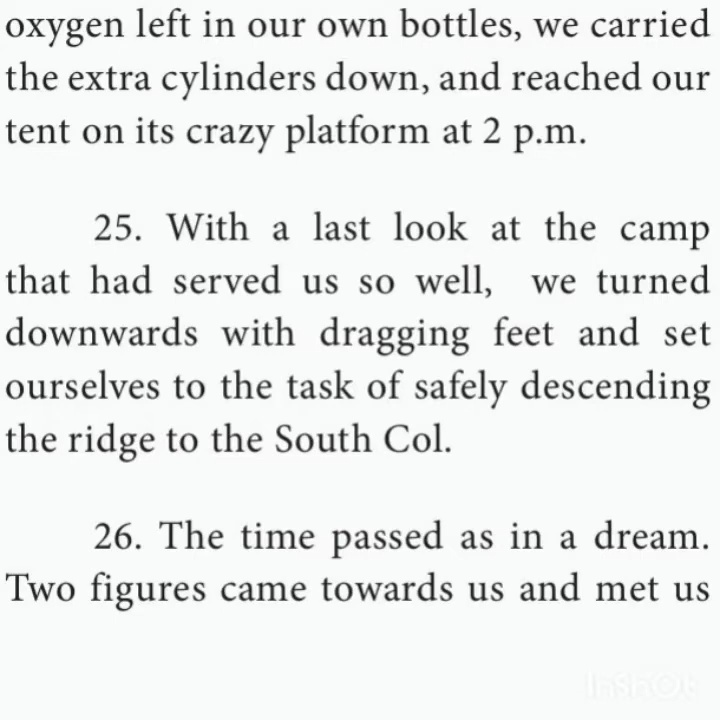 oxygen left in our own bottles, we carried
the extra cylinders down, and reached our
tent on its crazy platform at 2 p.m.
25. With a last look at the camp
that had served us so well, we turned
downwards with dragging feet and set
ourselves to the task of safely descending
the ridge to the South Col.
26. The time passed as in a dream.
Two figures came towards us and met us
InShOt